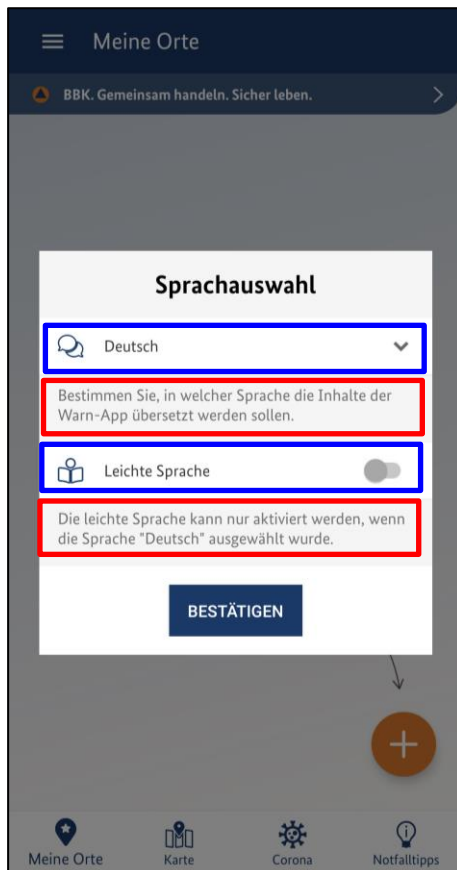 Meine Orte
BBK. Gemeinsam handeln. Sicher leben.
Sprachauswahl
Deutsch
Bestimmen Sie, in welcher Sprache die Inhalte der
Warn-App übersetzt werden sollen.
Leichte Sprache
Die leichte Sprache kann nur aktiviert werden, wenn
die Sprache "Deutsch" ausgewählt wurde.
BESTÄTIGEN
Meine Orte
Karte
Corona
Notfalltipps